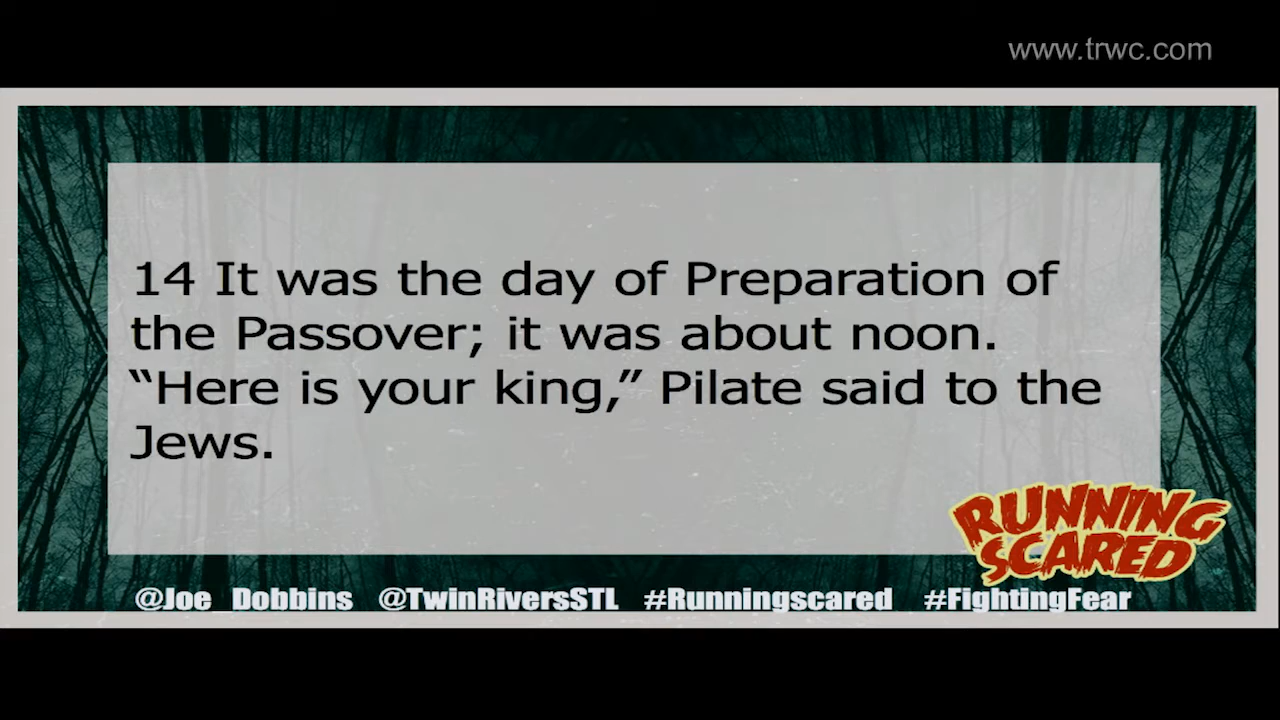 www.trwc.com
14 It was the day of Preparation of
the Passover; it was about noon.
“Here is your king,” Pilate said to the
Jews.
RUNNING
SCARED
@Joe_Dobbins @TwinRiversSTL #Runningscared #FightingFear